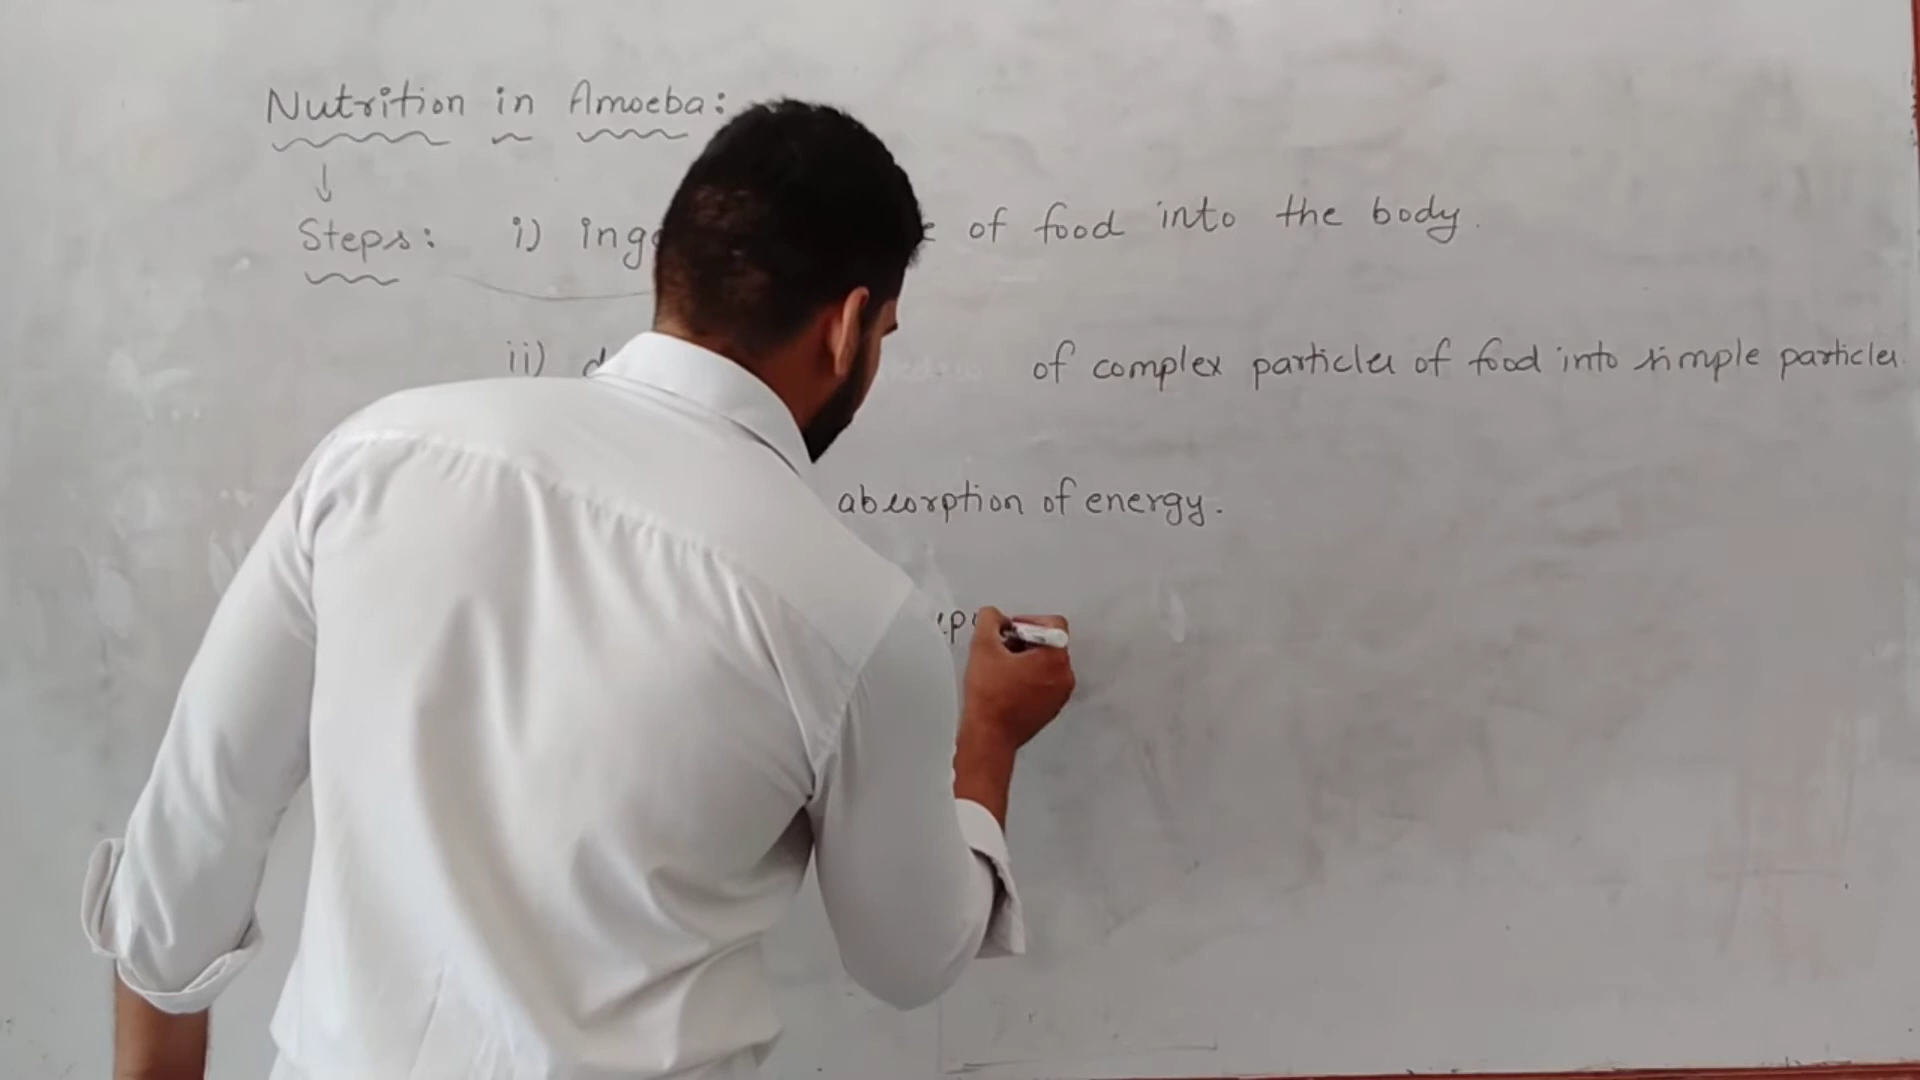 Nutrition in Amoeba:
↓
Steps: i) ing of food into the body.
ii) of complex particles of food into simple particles.
absorption of energy.